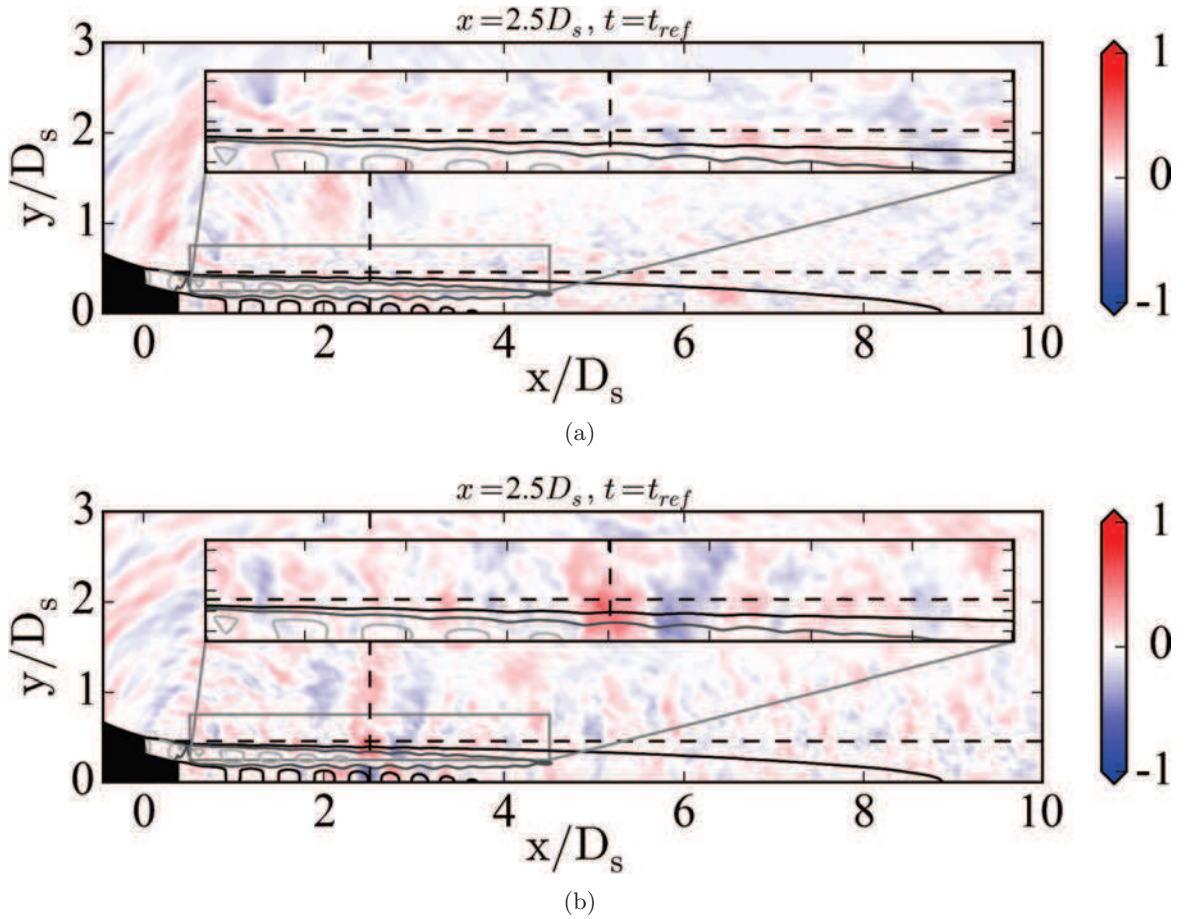 x=2.5D_s, t=t_ref
3
2
1
0
y/D_s
0 2 4 6 8 10
x/D_s
1
0
-1
(a)
x=2.5D_s, t=t_ref
3
2
1
0
y/D_s
0 2 4 6 8 10
x/D_s
1
0
-1
(b)